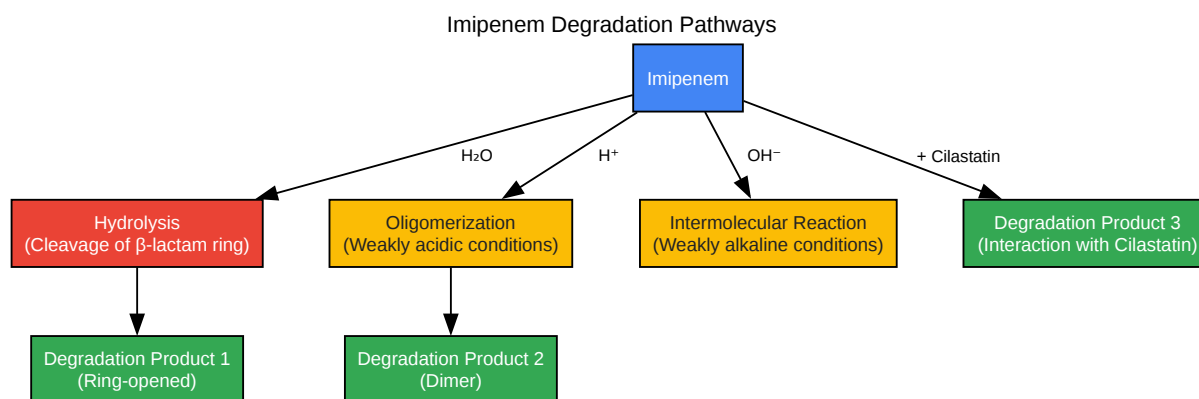 Imipenem Degradation Pathways
Imipenem
H₂O
H⁺
OH⁻
+ Cilastatin
Hydrolysis
(Cleavage of β-lactam ring)
Oligomerization
(Weakly acidic conditions)
Intermolecular Reaction
(Weakly alkaline conditions)
Degradation Product 3
(Interaction with Cilastatin)
Degradation Product 1
(Ring-opened)
Degradation Product 2
(Dimer)